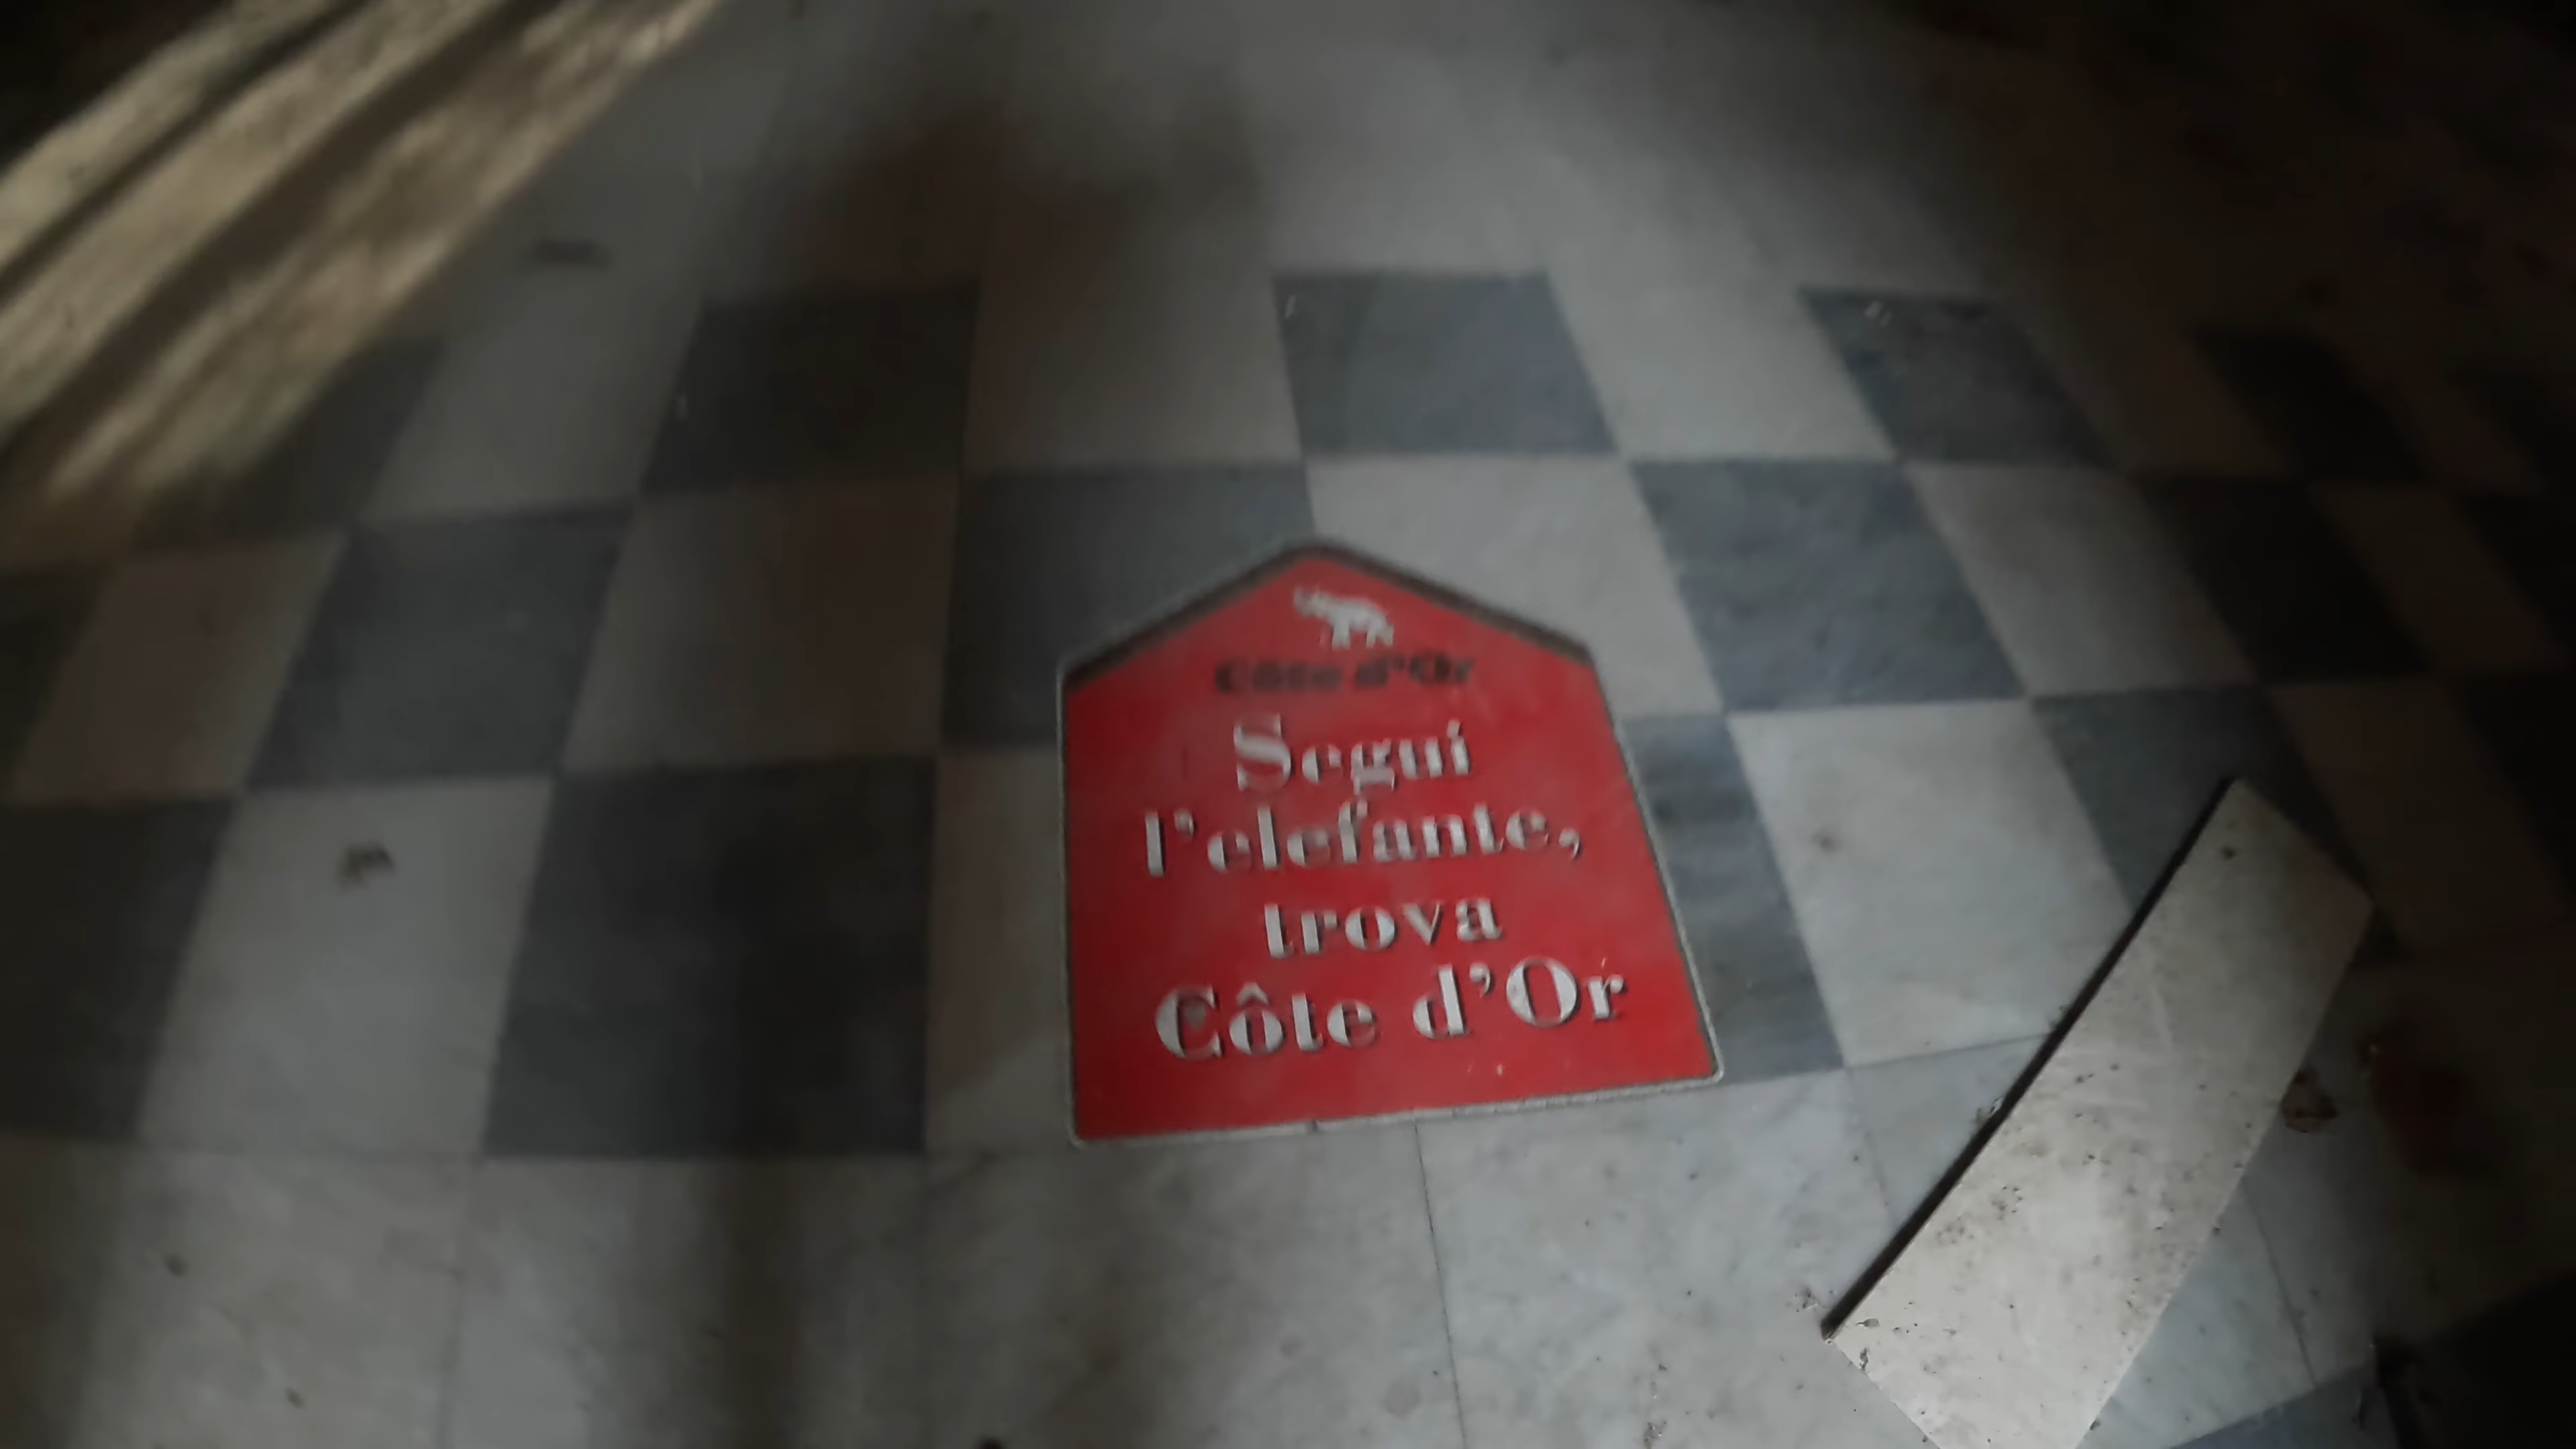 Côte d'Or
Segui
l'elefante,
trova
Côte d'Or